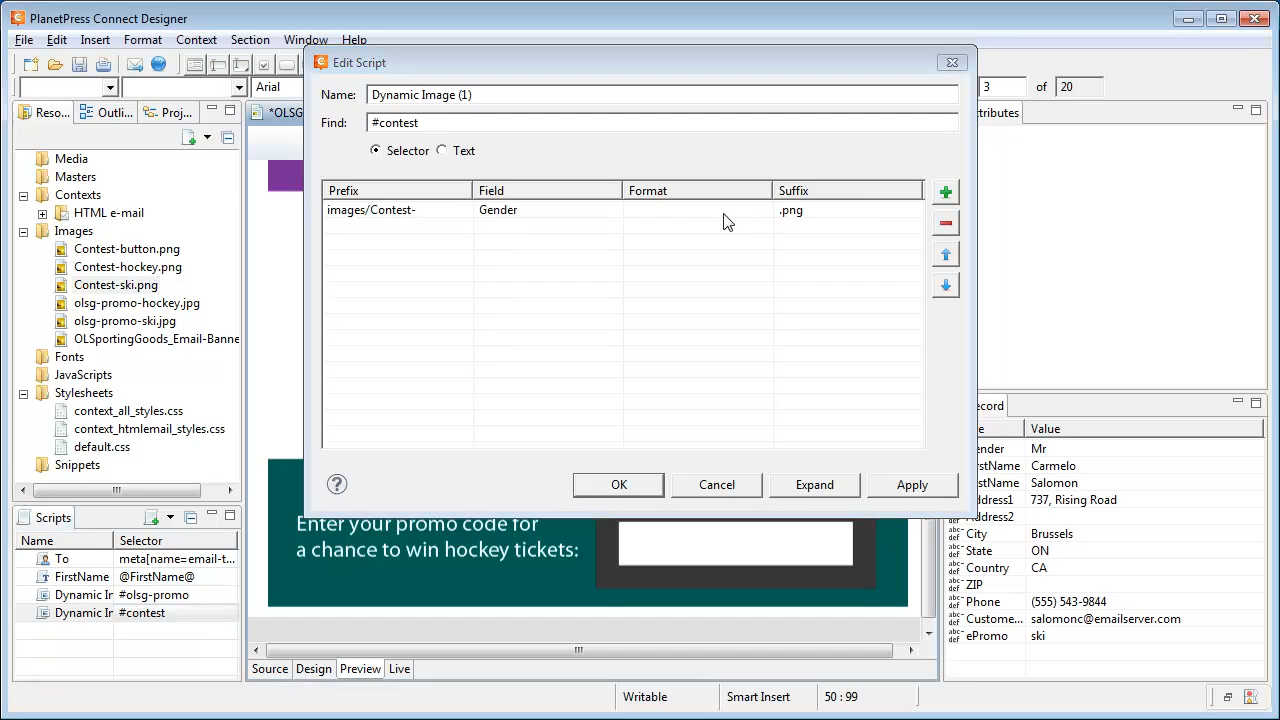 PlanetPress Connect Designer
File Edit Insert Format Context Section Window Help
Arial
3 of 20
Reso... Outli... Proj...
*OLSG
Media
Masters
Contexts
HTML e-mail
Images
Contest-button.png
Contest-hockey.png
Contest-ski.png
olsg-promo-hockey.jpg
olsg-promo-ski.jpg
OLSportingGoods_Email-Banne
Fonts
JavaScripts
Stylesheets
context_all_styles.css
context_htmlemail_styles.css
default.css
Snippets
Scripts
Name Selector
To meta[name=email-t...
FirstName @FirstName@
Dynamic In #olsg-promo
Dynamic In #contest
Edit Script
Name: Dynamic Image (1)
Find: #contest
Selector Text
Prefix Field Format Suffix
images/Contest- Gender .png
OK Cancel Expand Apply
Enter your promo code for
a chance to win hockey tickets:
Source Design Preview Live
ttributes
ecord
e Value
ender Mr
rstName Carmelo
stName Salomon
ddress1 737, Rising Road
ddress2
City Brussels
State ON
Country CA
ZIP
Phone (555) 543-9844
Custome... salomonc@emailserver.com
ePromo ski
Writable Smart Insert 50 : 99